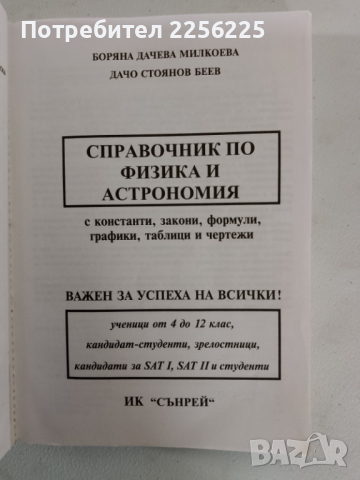 Потребител 2256225
БОРЯНА ДАЧЕВА МИЛКОЕВА
ДАЧО СТОЯНОВ БЕЕВ
СПРАВОЧНИК ПО
ФИЗИКА И
АСТРОНОМИЯ
с константи, закони, формули,
графики, таблици и чертежи
ВАЖЕН ЗА УСПЕХА НА ВСИЧКИ!
ученици от 4 до 12 клас,
кандидат-студенти, зрелостници,
кандидати за SAT I, SAT II и студенти
ИК "СЪНРЕЙ"
BAZAR